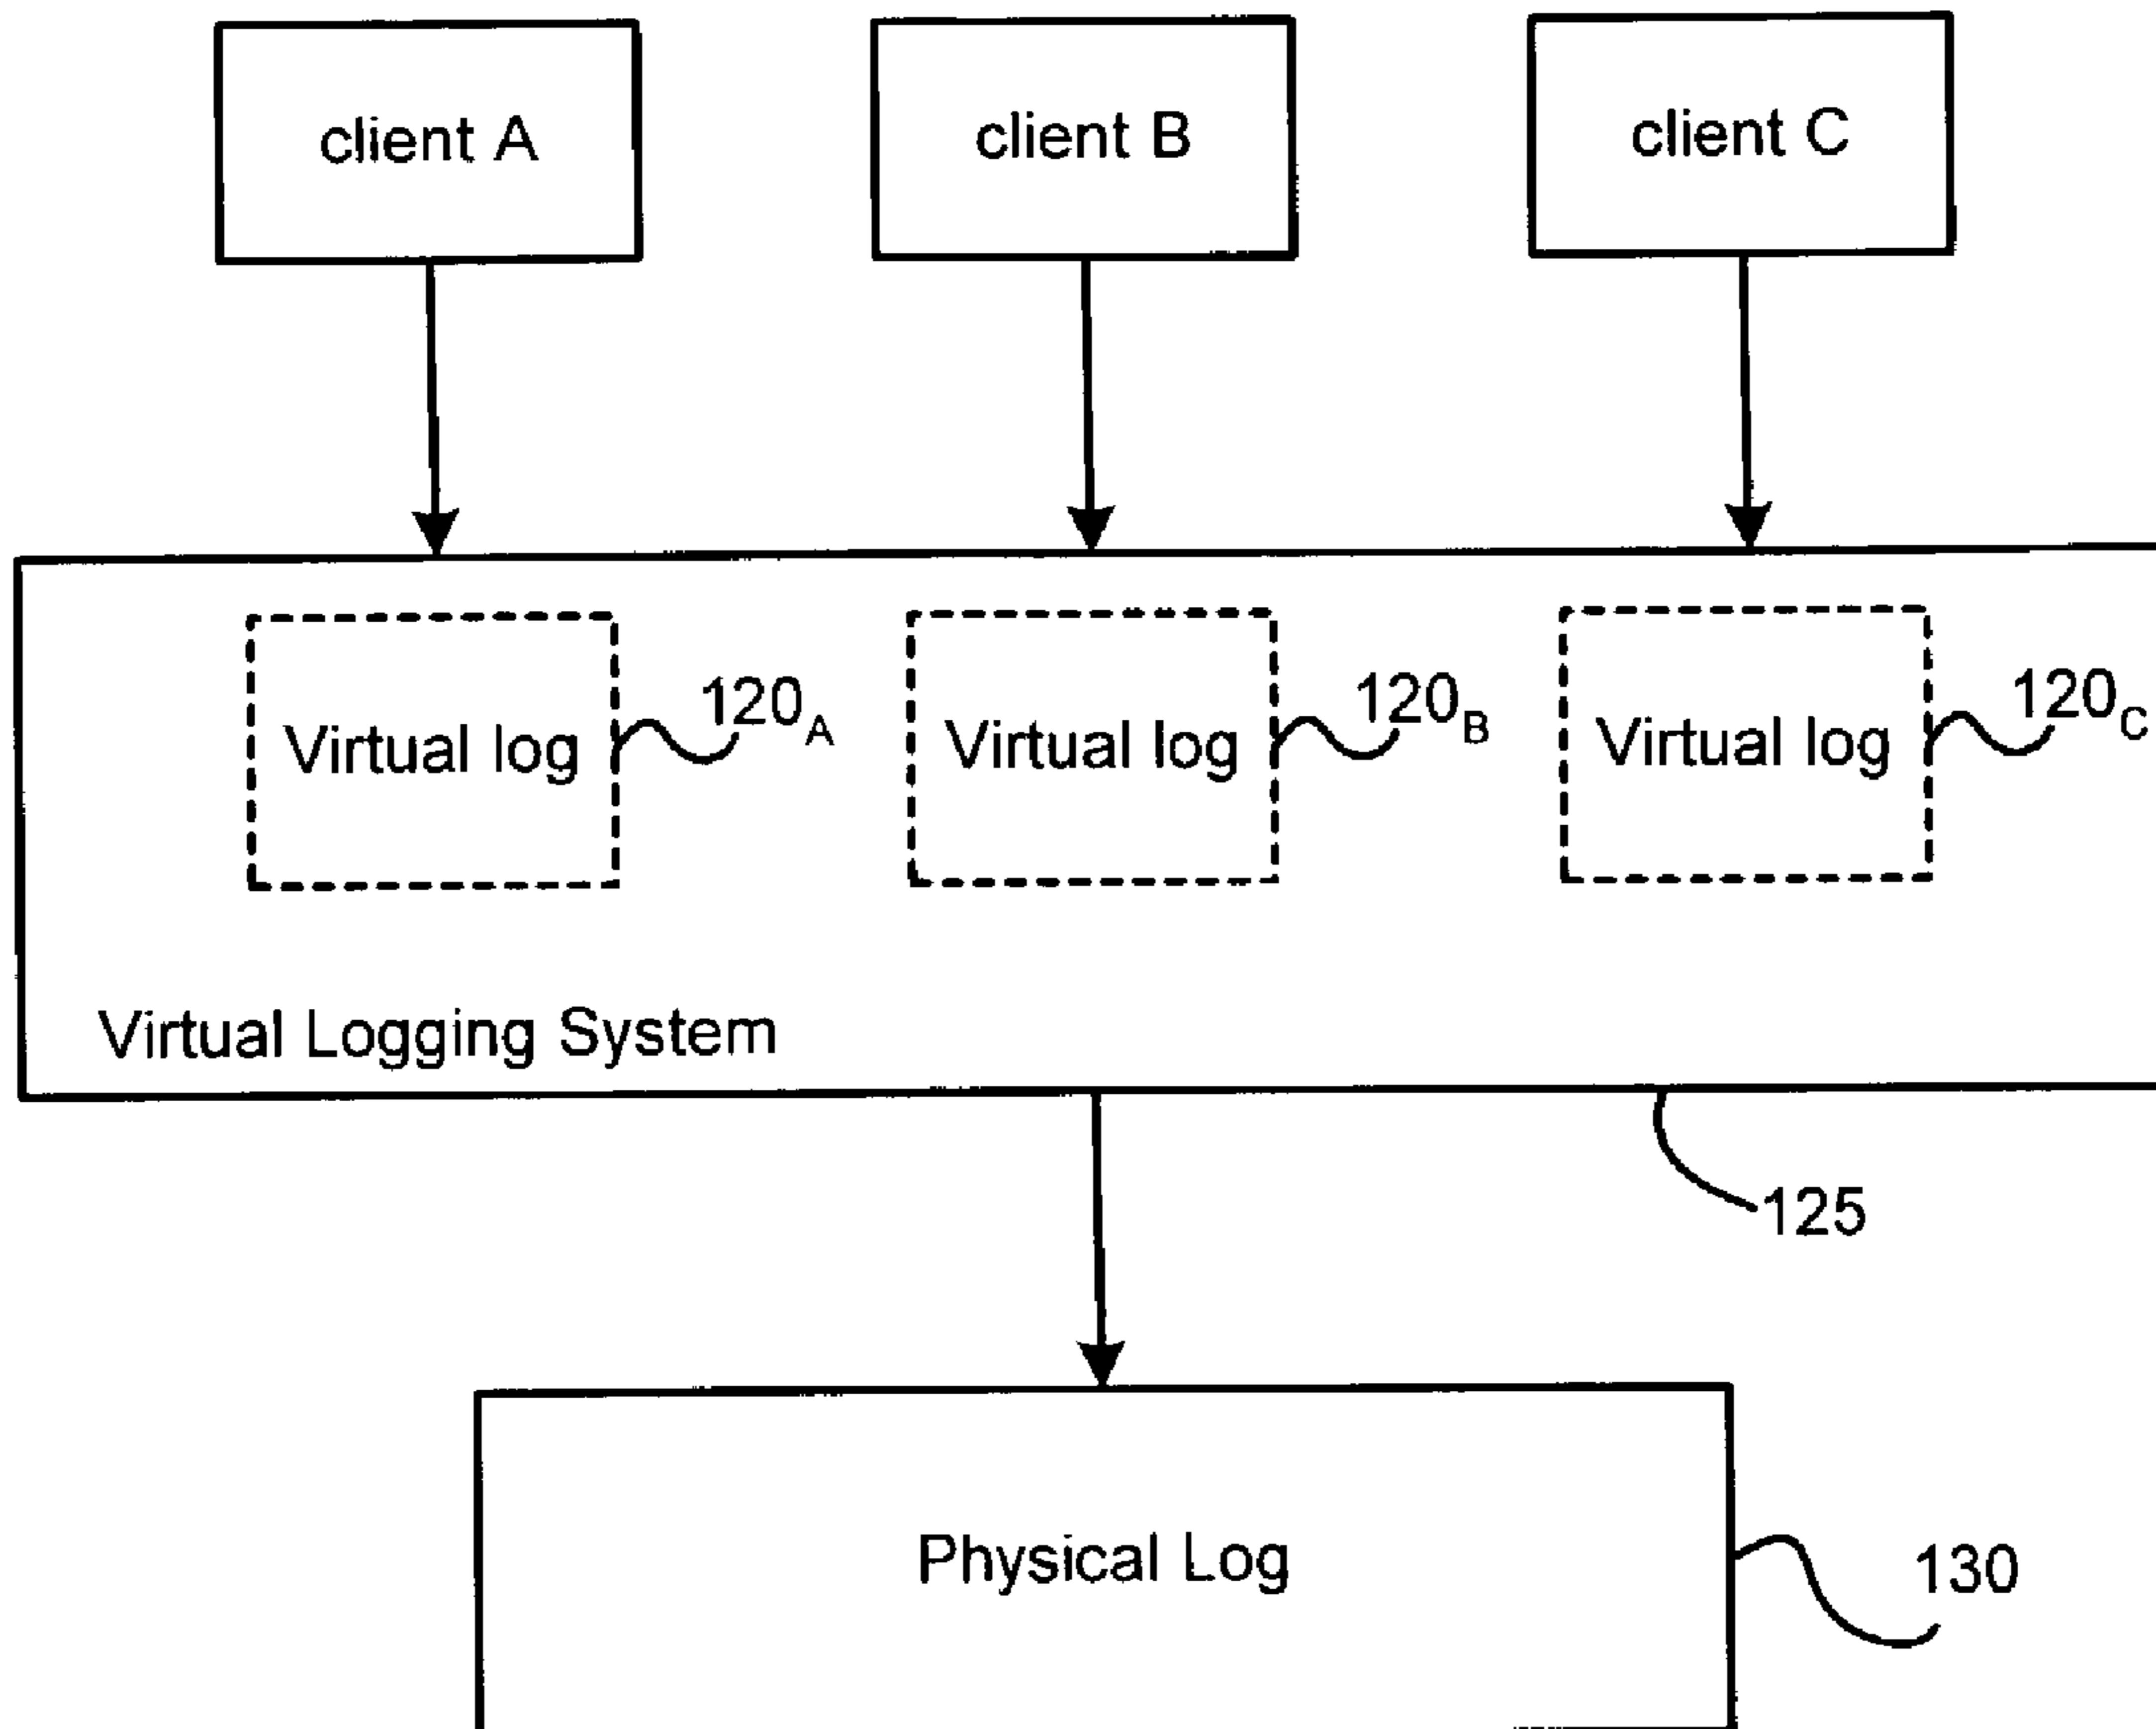 client A
client B
client C
Virtual log
120A
Virtual log
120B
Virtual log
120C
Virtual Logging System
125
Physical Log
130